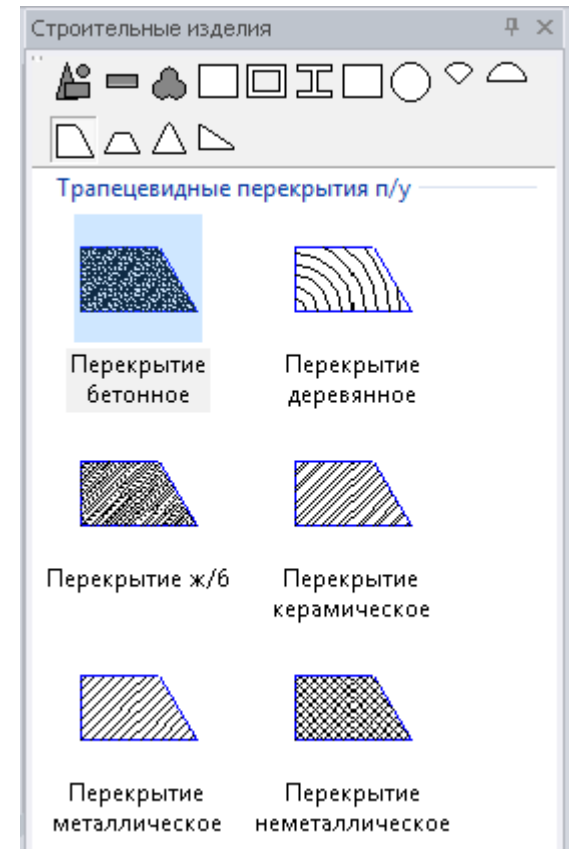 Строительные изделия
Трапецевидные перекрытия п/у
Перекрытие
бетонное
Перекрытие
деревянное
Перекрытие ж/б
Перекрытие
керамическое
Перекрытие
металлическое
Перекрытие
неметаллическое